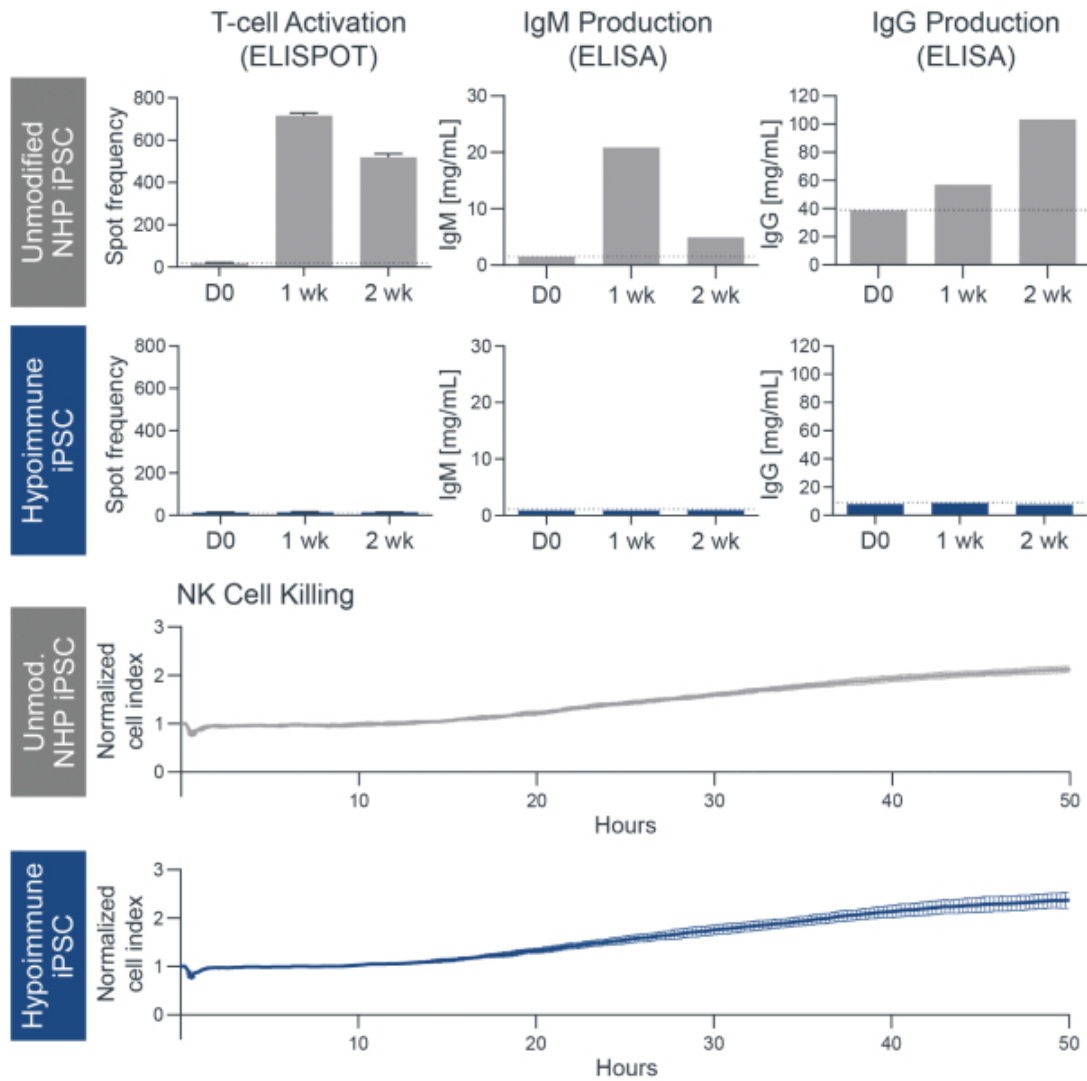 T-cell Activation
(ELISPOT)
IgM Production
(ELISA)
IgG Production
(ELISA)
Unmodified
NHP iPSC
Spot frequency
800
600
400
200
0
D0 1 wk 2 wk
IgM [mg/mL]
30
20
10
0
D0 1 wk 2 wk
IgG [mg/mL]
120
100
80
60
40
20
0
D0 1 wk 2 wk
Hypoimmune
iPSC
Spot frequency
800
600
400
200
0
D0 1 wk 2 wk
IgM [mg/mL]
30
20
10
0
D0 1 wk 2 wk
IgG [mg/mL]
120
100
80
60
40
20
0
D0 1 wk 2 wk
NK Cell Killing
Unmod.
NHP iPSC
Normalized
cell index
3
2
1
0
10 20 30 40 50
Hours
Hypoimmune
iPSC
Normalized
cell index
3
2
1
0
10 20 30 40 50
Hours